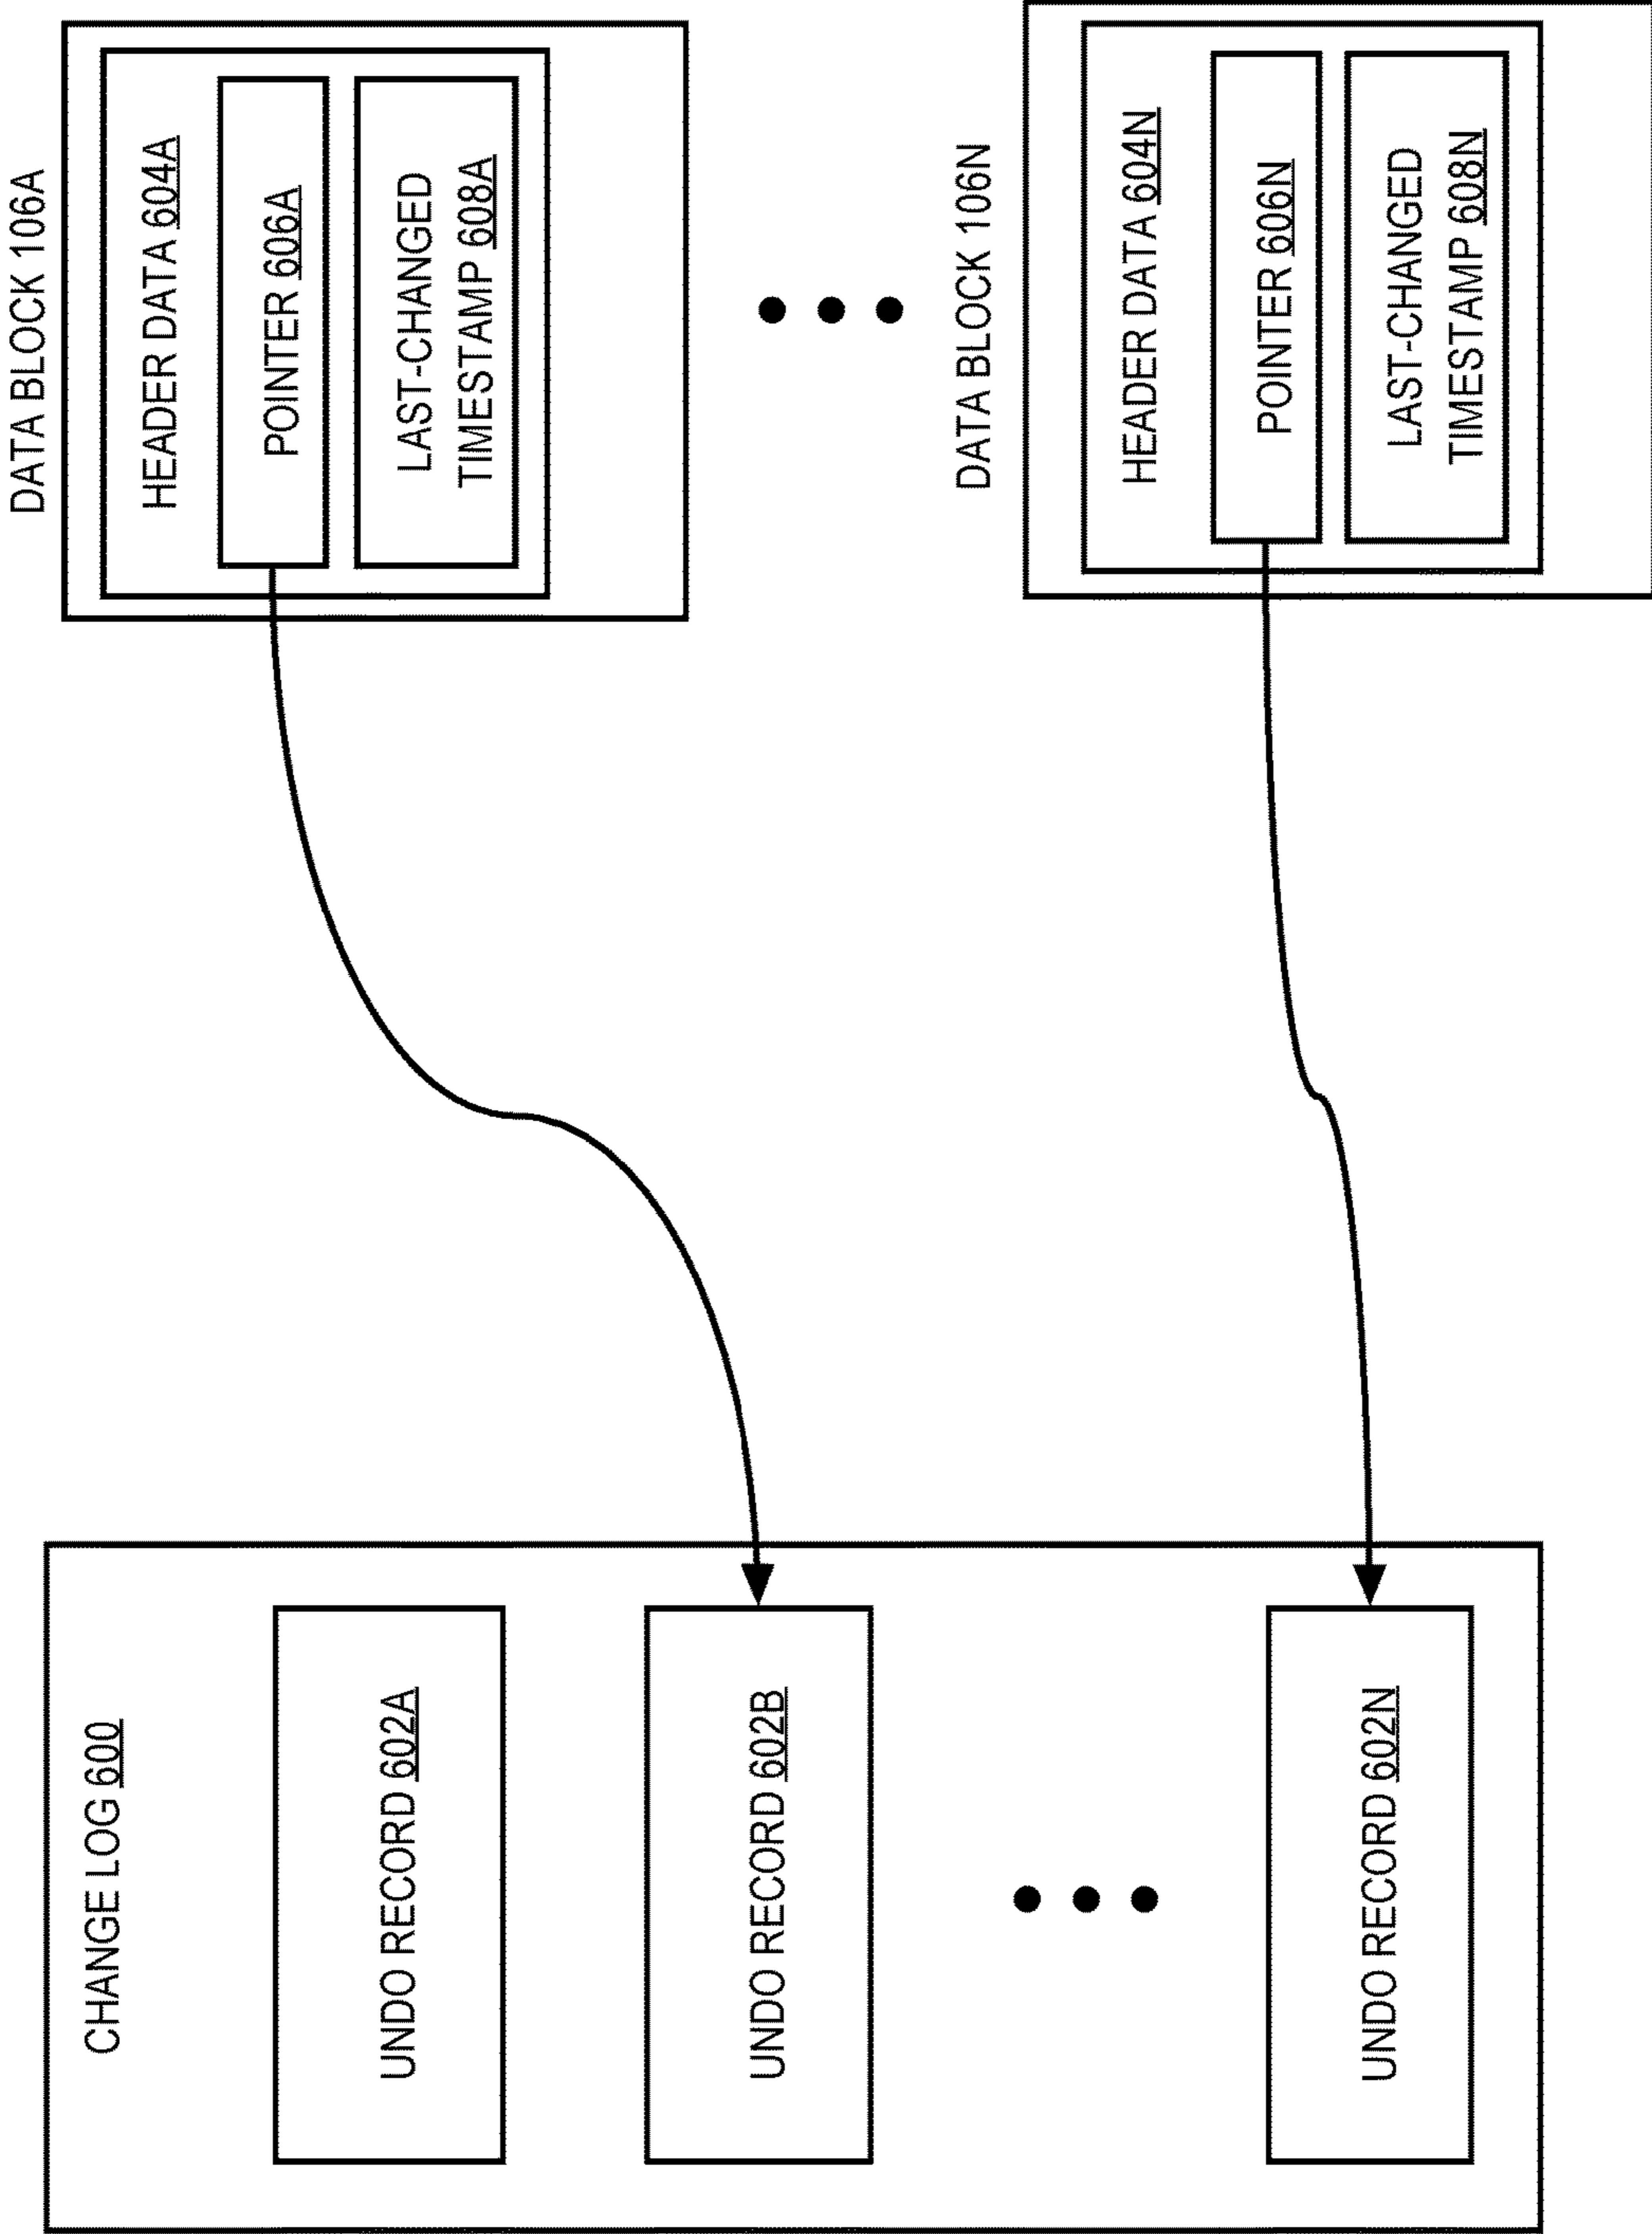 CHANGE LOG 600
UNDO RECORD 602A
UNDO RECORD 602B
UNDO RECORD 602N
DATA BLOCK 106A
HEADER DATA 604A
POINTER 606A
LAST-CHANGED
TIMESTAMP 608A
DATA BLOCK 106N
HEADER DATA 604N
POINTER 606N
LAST-CHANGED
TIMESTAMP 608N